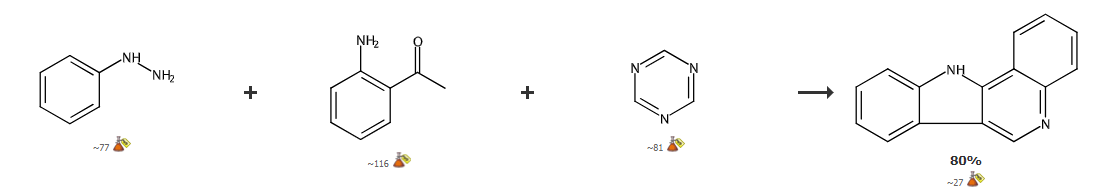 NH
NH2
~77
+
NH2
O
~116
+
N
N
N
~81
NH
N
80%
~27